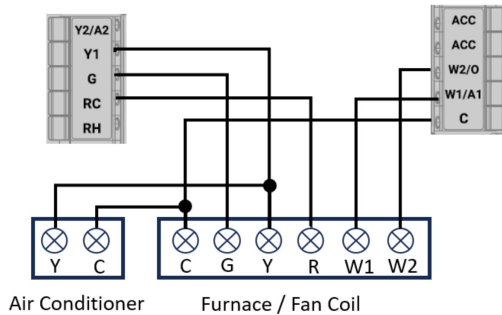 Y2/A2
Y1
G
RC
RH
ACC
ACC
W2/O
W1/A1
C
Y C
C G Y R W1 W2
Air Conditioner
Furnace / Fan Coil